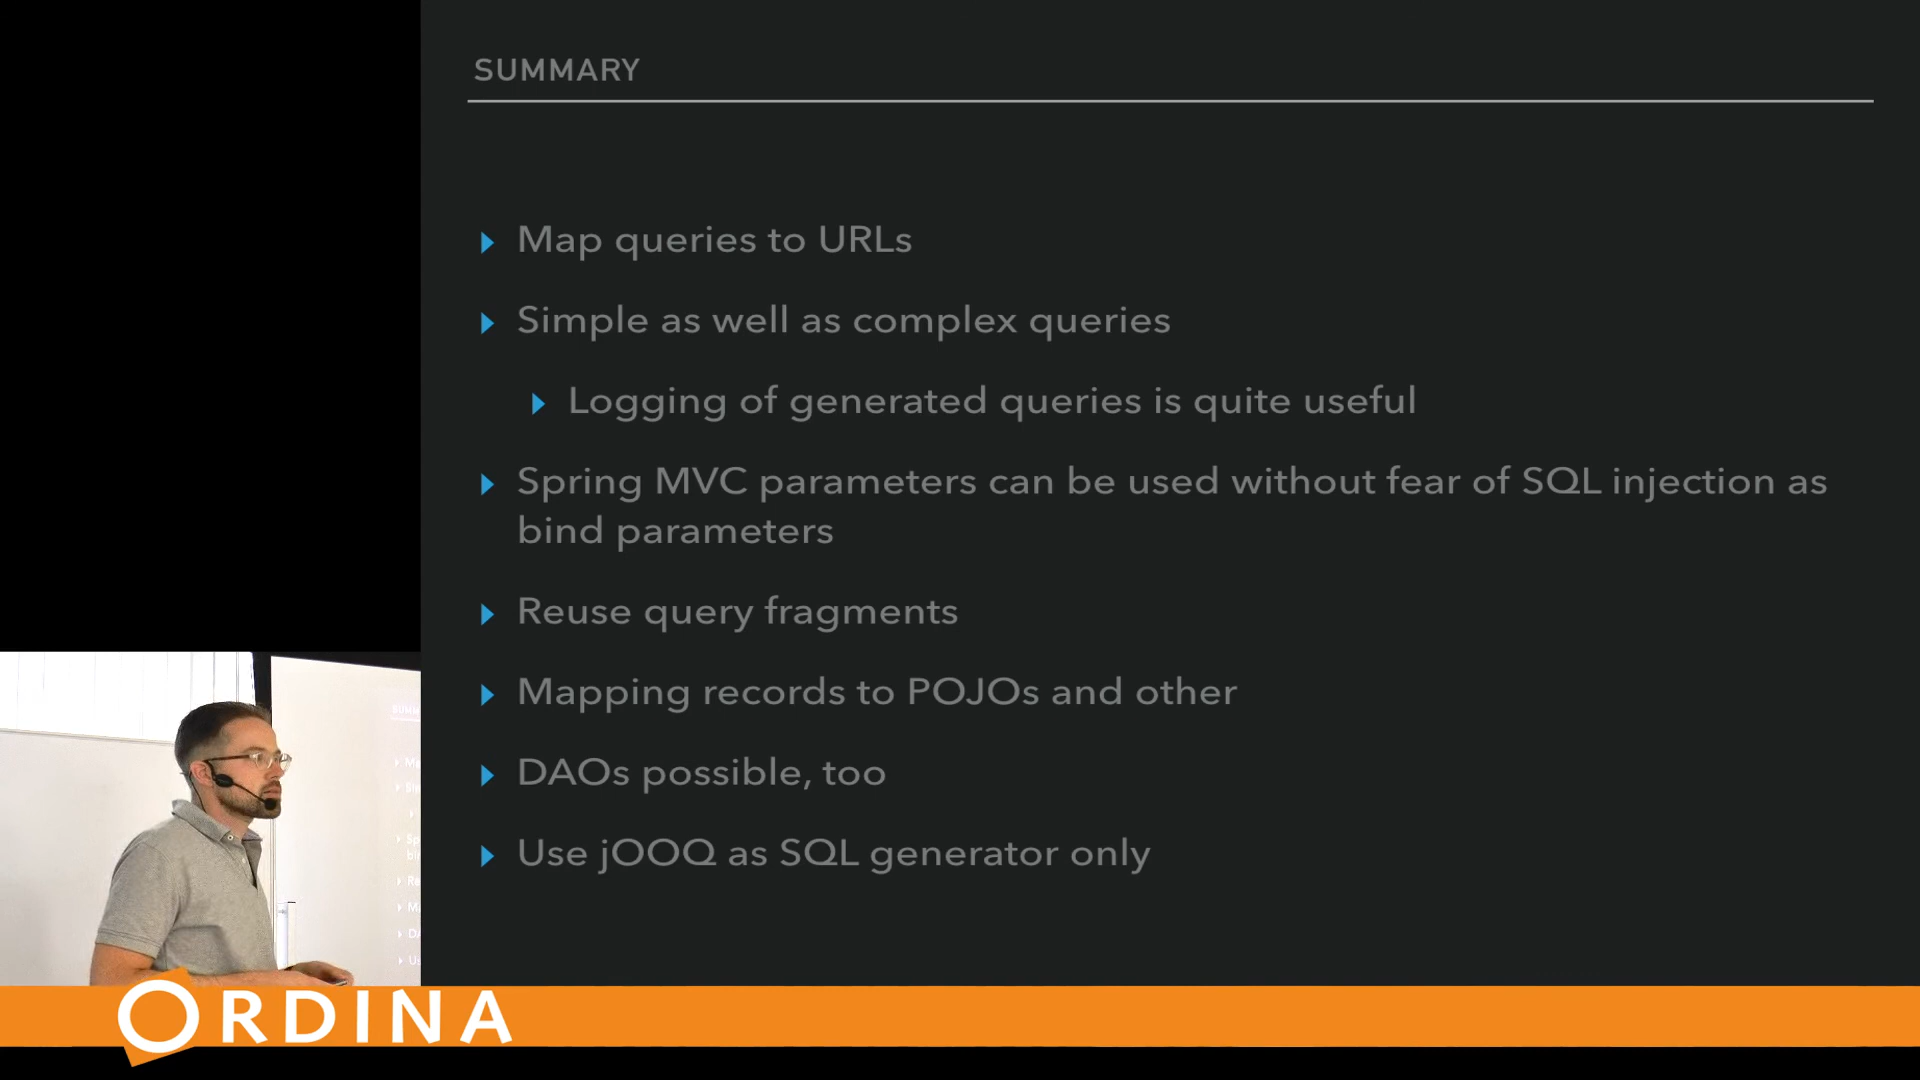 SUMMARY
Map queries to URLs
Simple as well as complex queries
Logging of generated queries is quite useful
Spring MVC parameters can be used without fear of SQL injection as
bind parameters
Reuse query fragments
Mapping records to POJOs and other
DAOs possible, too
Use jOOQ as SQL generator only
ORDINA